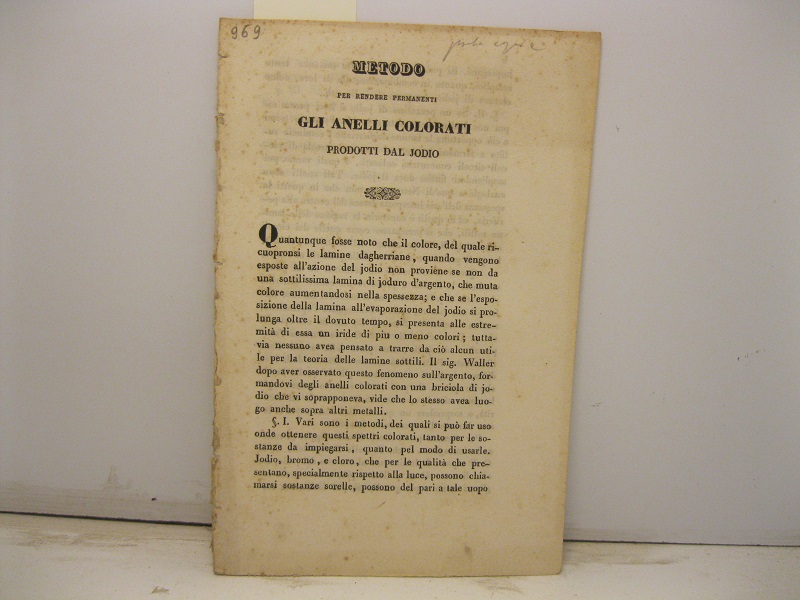 969
METODO
PER RENDERE PERMANENTI
GLI ANELLI COLORATI
PRODOTTI DAL JODIO
Quantunque fosse noto che il colore, del quale ri-
cuopronsi le lamine dagherriane, quando vengono
esposte all'azione del jodio non proviène se non da
una sottilissima lamina di joduro d'argento, che muta
colore aumentandosi nella spessezza; e che se l'espo-
sizione della lamina all'evaporazione del jodio si pro-
lunga oltre il dovuto tempo, si presenta alle estre-
mità di essa un iride di piu o meno colori; tutta-
via nessuno avea pensato a trarre da ciò alcun uti-
le per la teoria delle lamine sottili. Il sig. Waller
dopo aver osservato questo fenomeno sull'argento, for-
mandovi degli anelli colorati con una briciola di jo-
dio che vi soprapponeva, vide che lo stesso avea luo-
go anche sopra altri metalli.
§. I. Vari sono i metodi, dei quali si può far uso
onde ottenere questi spettri colorati, tanto per le so-
stanze da impiegarsi, quanto pel modo di usarle.
Jodio, bromo, e cloro, che per le qualità che pre-
sentano, specialmente rispetto alla luce, possono chia-
marsi sostanze sorelle, possono del pari a tale uopo